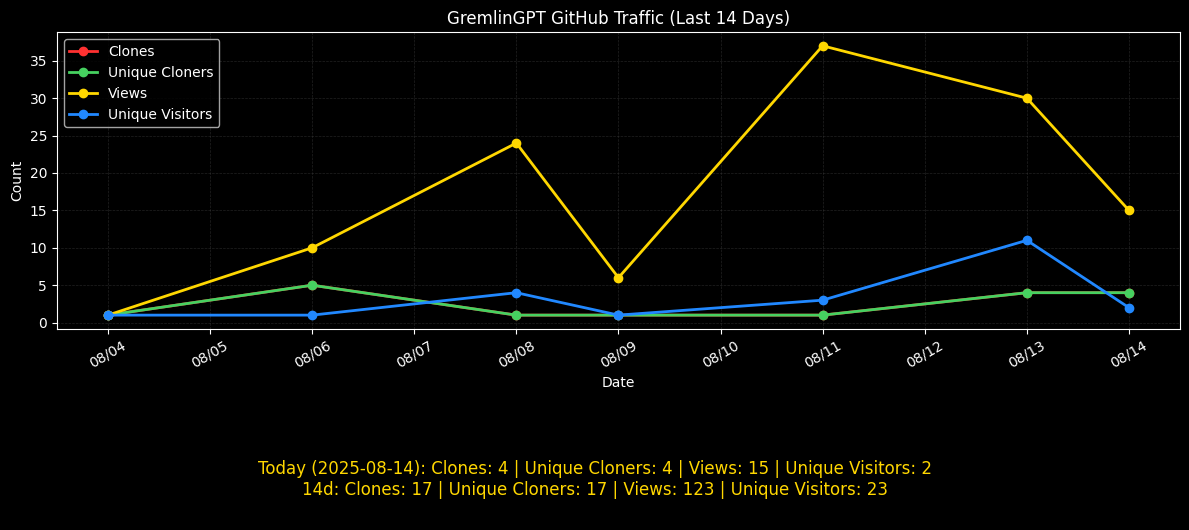 GremlinGPT GitHub Traffic (Last 14 Days)
Clones
Unique Cloners
Views
Unique Visitors
Count
35
30
25
20
15
10
5
0
08/04
08/05
08/06
08/07
08/08
08/09
08/10
08/11
08/12
08/13
08/14
Date
Today (2025-08-14): Clones: 4 | Unique Cloners: 4 | Views: 15 | Unique Visitors: 2
14d: Clones: 17 | Unique Cloners: 17 | Views: 123 | Unique Visitors: 23